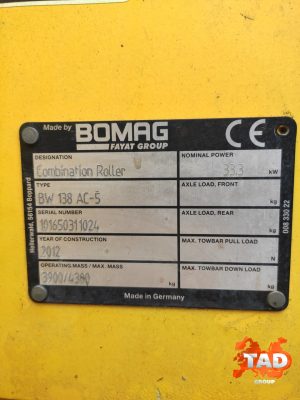 Made by BOMAG CE
FAYAT GROUP
DESIGNATION
Combination Roller
NOMINAL POWER
33.3 kW
TYPE
BW 138 AC-5
AXLE LOAD, FRONT
kg
SERIAL NUMBER
101650311024
AXLE LOAD, REAR
kg
YEAR OF CONSTRUCTION
2012
MAX. TOWBAR PULL LOAD
N
OPERATING MASS / MAX. MASS
3900/4380 kg
MAX. TOWBAR DOWN LOAD
kg
Made in Germany
Hellerwald, 56154 Boppard
008 330 22
TAD
GROUP